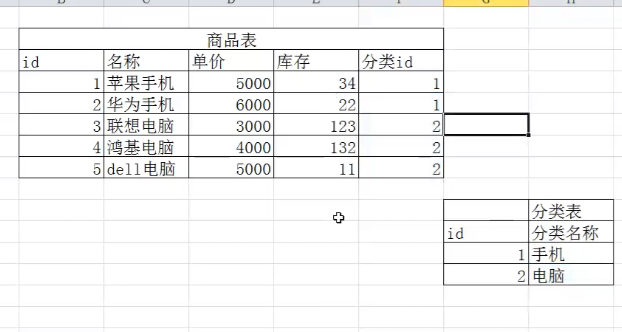 商品表
id 名称 单价 库存 分类id
1 苹果手机 5000 34 1
2 华为手机 6000 22 1
3 联想电脑 3000 123 2
4 鸿基电脑 4000 132 2
5 dell电脑 5000 11 2
分类表
id 分类名称
1 手机
2 电脑